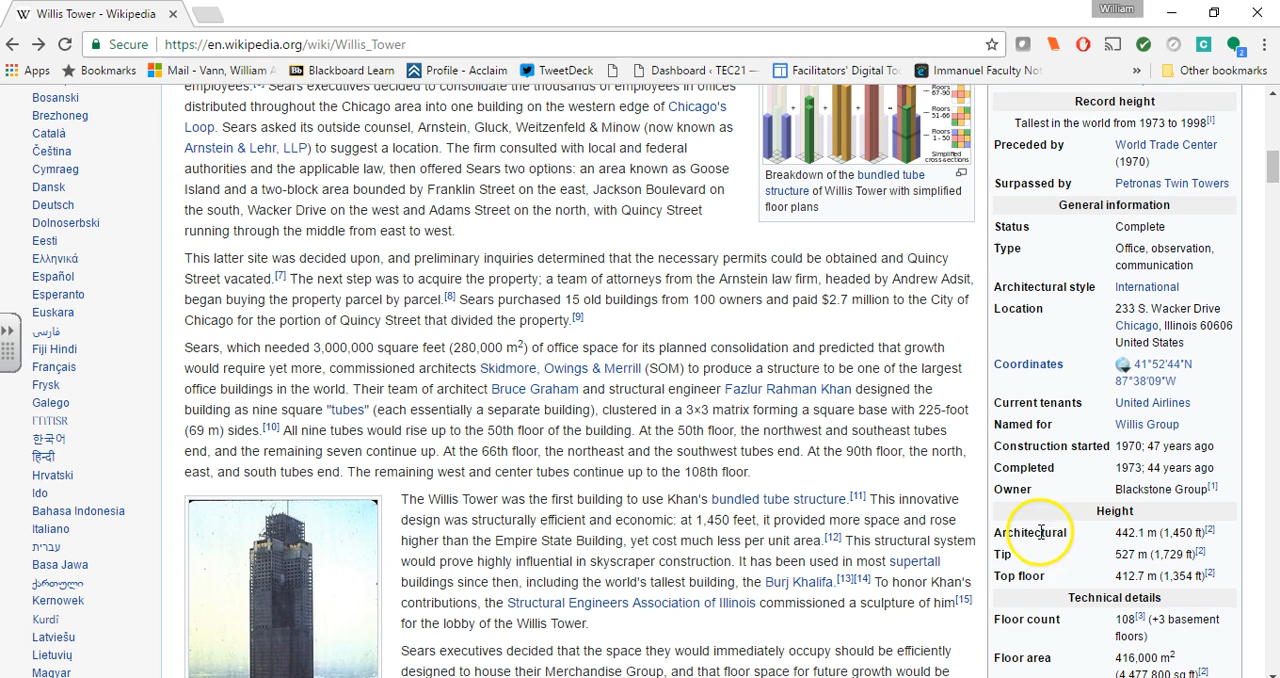 Willis Tower - Wikipedia
William
Secure | https://en.wikipedia.org/wiki/Willis_Tower
Apps Bookmarks Mail - Vann, William Blackboard Learn Profile - Acclaim TweetDeck Dashboard ‹ TEC21 — Facilitators' Digital To Immanuel Faculty Not » Other bookmarks
Bosanski
Brezhoneg
Català
Čeština
Cymraeg
Dansk
Deutsch
Dolnoserbski
Eesti
Ελληνικά
Español
Esperanto
Euskara
فارسی
Fiji Hindi
Français
Frysk
Galego
한국어
हिन्दी
Hrvatski
Ido
Bahasa Indonesia
Italiano
עברית
Basa Jawa
ქართული
Kernowek
Kurdî
Latviešu
Lietuvių
Magyar
employees. Sears executives decided to consolidate the thousands of employees in offices
distributed throughout the Chicago area into one building on the western edge of Chicago's
Loop. Sears asked its outside counsel, Arnstein, Gluck, Weitzenfeld & Minow (now known as
Arnstein & Lehr, LLP) to suggest a location. The firm consulted with local and federal
authorities and the applicable law, then offered Sears two options: an area known as Goose
Island and a two-block area bounded by Franklin Street on the east, Jackson Boulevard on
the south, Wacker Drive on the west and Adams Street on the north, with Quincy Street
running through the middle from east to west.
This latter site was decided upon, and preliminary inquiries determined that the necessary permits could be obtained and Quincy
Street vacated.[7] The next step was to acquire the property; a team of attorneys from the Arnstein law firm, headed by Andrew Adsit,
began buying the property parcel by parcel.[8] Sears purchased 15 old buildings from 100 owners and paid $2.7 million to the City of
Chicago for the portion of Quincy Street that divided the property.[9]
Sears, which needed 3,000,000 square feet (280,000 m2) of office space for its planned consolidation and predicted that growth
would require yet more, commissioned architects Skidmore, Owings & Merrill (SOM) to produce a structure to be one of the largest
office buildings in the world. Their team of architect Bruce Graham and structural engineer Fazlur Rahman Khan designed the
building as nine square "tubes" (each essentially a separate building), clustered in a 3×3 matrix forming a square base with 225-foot
(69 m) sides.[10] All nine tubes would rise up to the 50th floor of the building. At the 50th floor, the northwest and southeast tubes
end, and the remaining seven continue up. At the 66th floor, the northeast and the southwest tubes end. At the 90th floor, the north,
east, and south tubes end. The remaining west and center tubes continue up to the 108th floor.
The Willis Tower was the first building to use Khan's bundled tube structure.[11] This innovative
design was structurally efficient and economic: at 1,450 feet, it provided more space and rose
higher than the Empire State Building, yet cost much less per unit area.[12] This structural system
would prove highly influential in skyscraper construction. It has been used in most supertall
buildings since then, including the world's tallest building, the Burj Khalifa.[13][14] To honor Khan's
contributions, the Structural Engineers Association of Illinois commissioned a sculpture of him[15]
for the lobby of the Willis Tower.
Sears executives decided that the space they would immediately occupy should be efficiently
designed to house their Merchandise Group, and that floor space for future growth would be
Floors
67-90
Floors
51-66
Floors
1 - 50
Simplified
cross-sections
Breakdown of the bundled tube
structure of Willis Tower with simplified
floor plans
Record height
Tallest in the world from 1973 to 1998[I]
Preceded by World Trade Center
(1970)
Surpassed by Petronas Twin Towers
General information
Status Complete
Type Office, observation,
communication
Architectural style International
Location 233 S. Wacker Drive
Chicago, Illinois 60606
United States
Coordinates 41°52′44″N
87°38′09″W
Current tenants United Airlines
Named for Willis Group
Construction started 1970; 47 years ago
Completed 1973; 44 years ago
Owner Blackstone Group[1]
Height
Architectural 442.1 m (1,450 ft)[2]
Tip 527 m (1,729 ft)[2]
Top floor 412.7 m (1,354 ft)[2]
Technical details
Floor count 108[3] (+3 basement
floors)
Floor area 416,000 m2
(4,477,800 sq ft)[2]